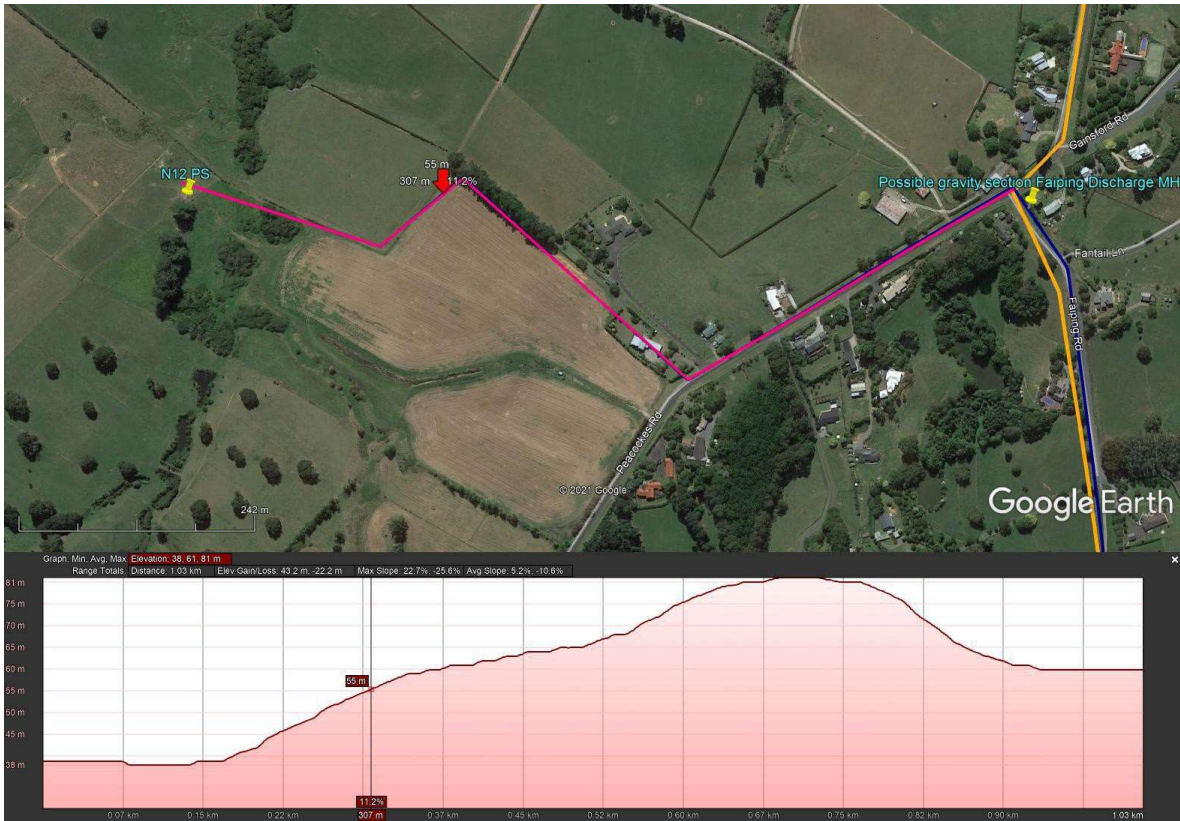 Gainsford Rd
55 m
N12 PS
307 m 11.2%
Possible gravity section Faiping Discharge MH
Fantail Ln
Faiping Rd
Peacockes Rd
© 2021 Google
Google Earth
242 m
Graph: Min, Avg, Max Elevation: 38, 61, 81 m
Range Totals: Distance: 1.03 km Elev Gain/Loss: 43.2 m, -22.2 m Max Slope: 22.7%, -25.6% Avg Slope: 5.2%, -10.6%
81 m
75 m
70 m
65 m
60 m
55 m
55 m
50 m
45 m
38 m
11.2%
0.07 km 0.15 km 0.22 km 307 m 0.37 km 0.45 km 0.52 km 0.60 km 0.67 km 0.75 km 0.82 km 0.90 km 1.03 km